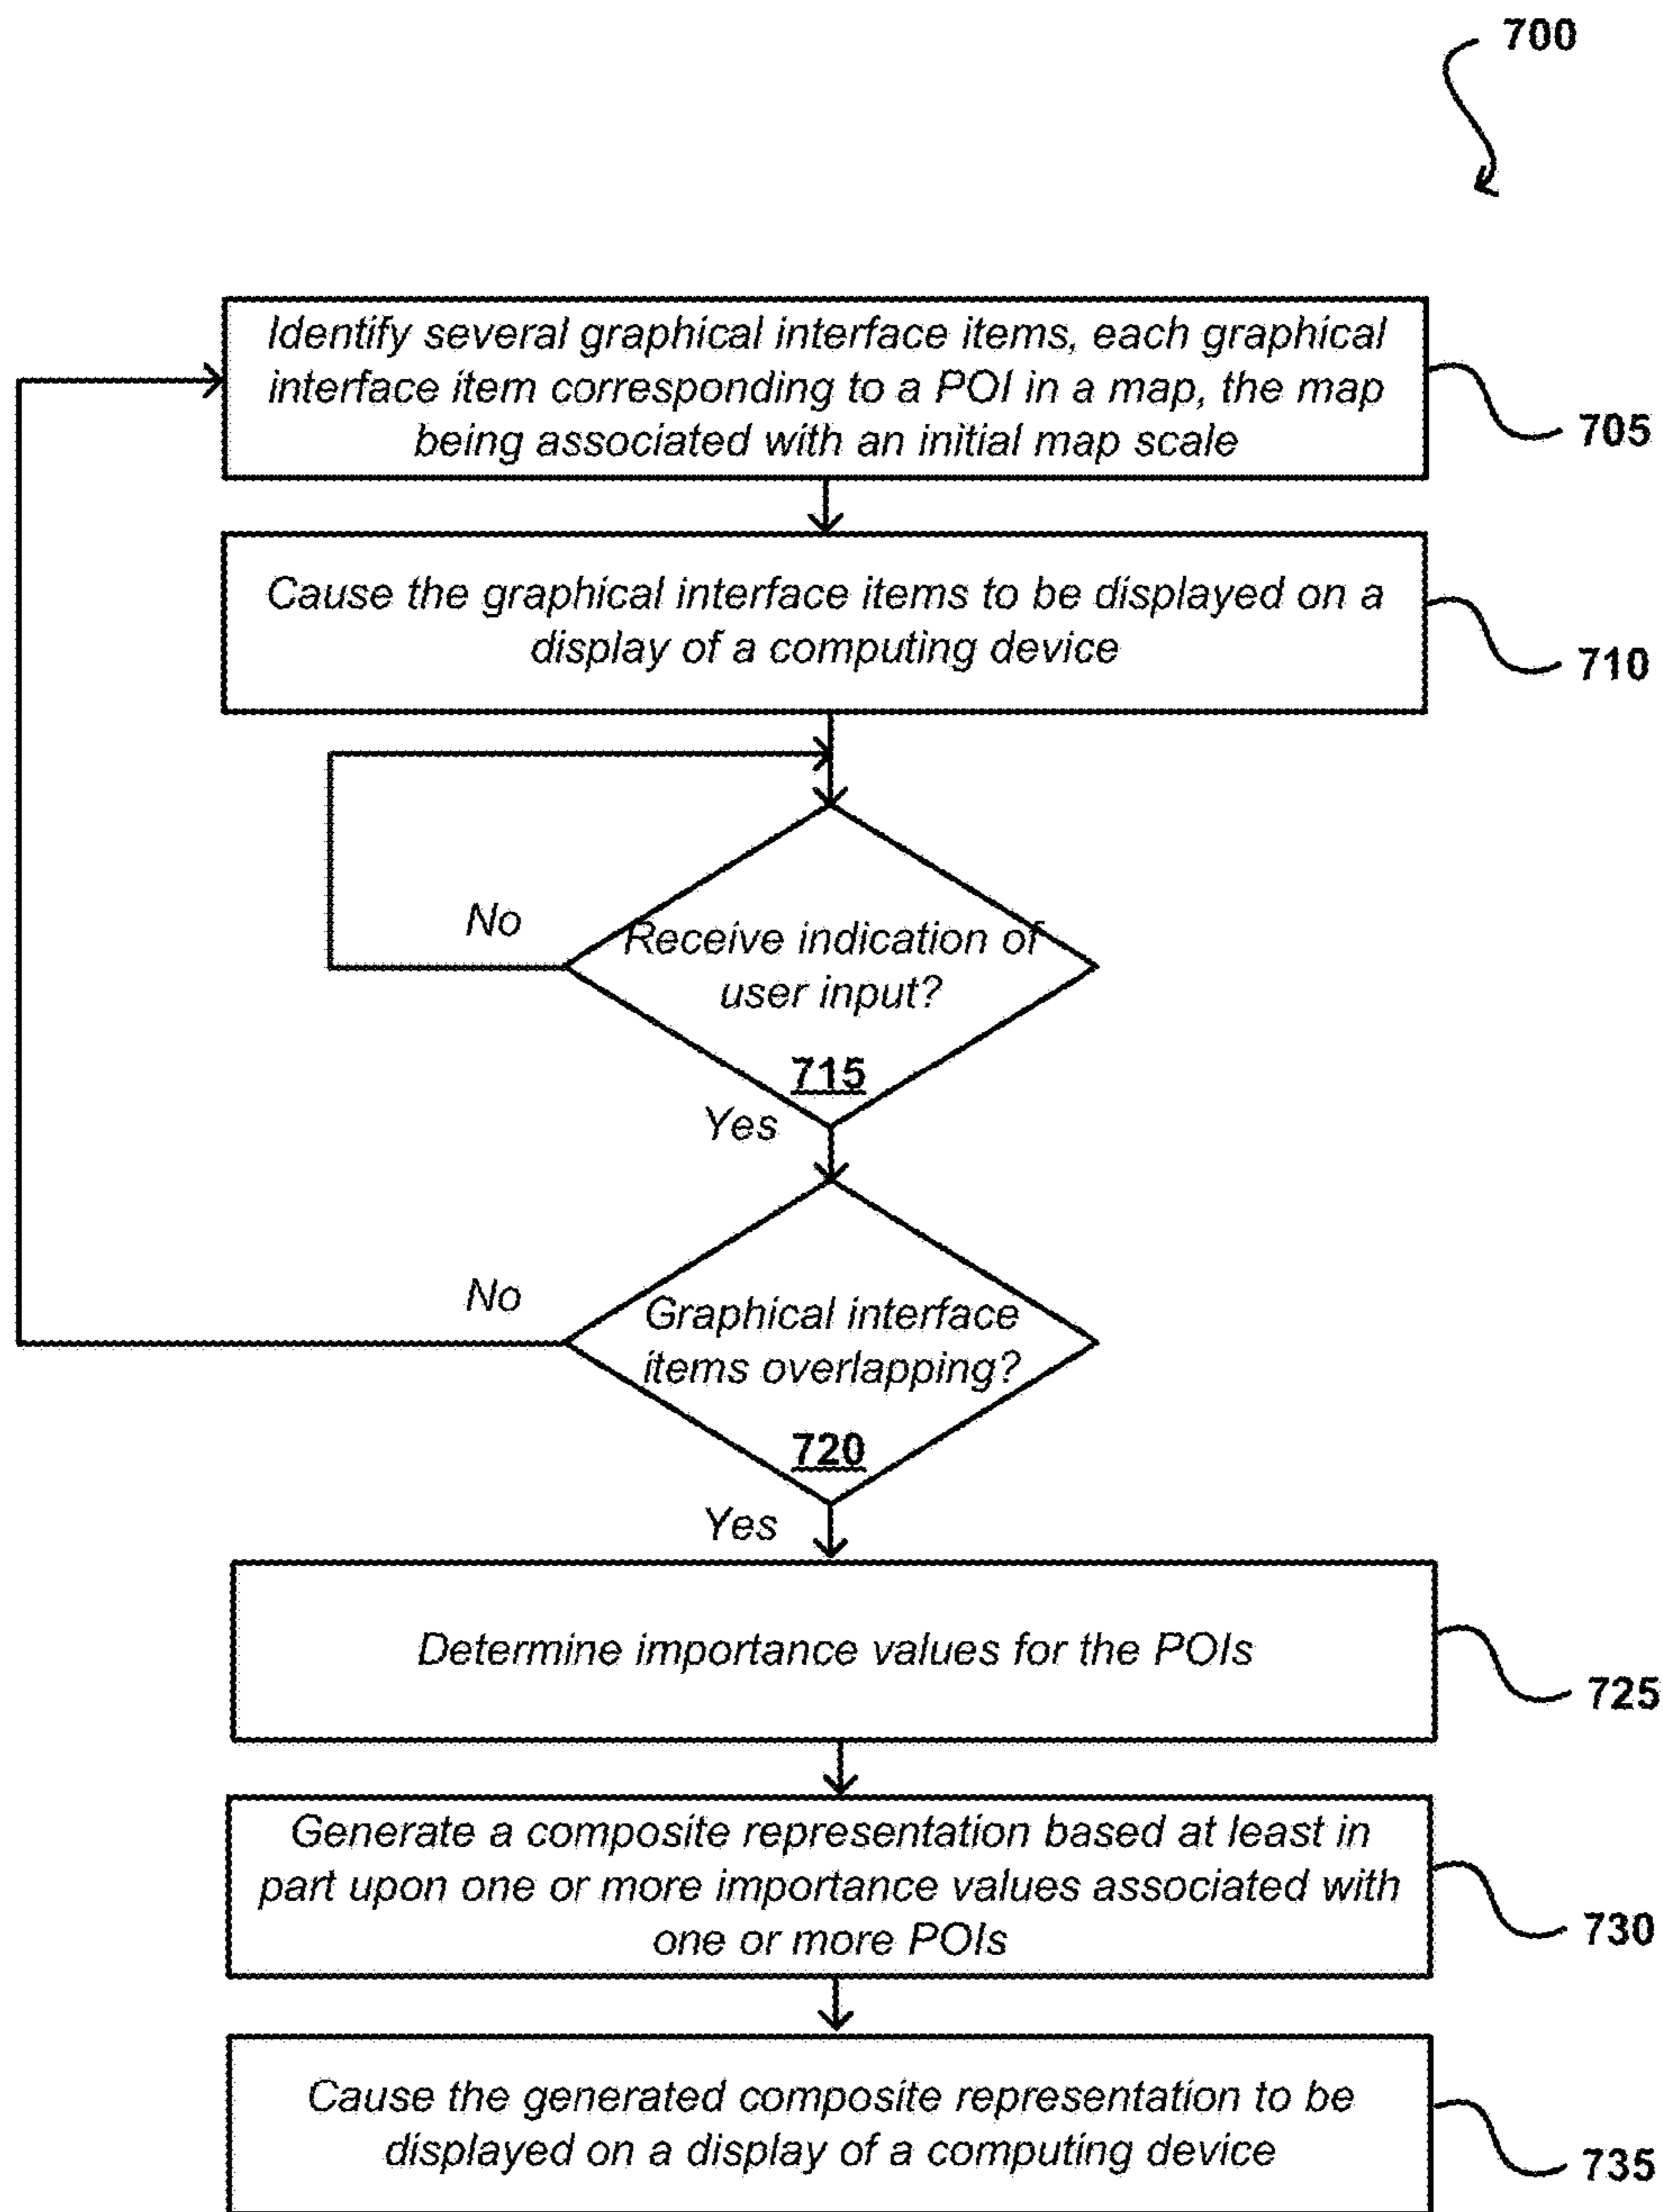 700
Identify several graphical interface items, each graphical
interface item corresponding to a POI in a map, the map
being associated with an initial map scale
705
Cause the graphical interface items to be displayed on a
display of a computing device
710
No
Receive indication of
user input?
715
Yes
No
Graphical interface
items overlapping?
720
Yes
Determine importance values for the POIs
725
Generate a composite representation based at least in
part upon one or more importance values associated with
one or more POIs
730
Cause the generated composite representation to be
displayed on a display of a computing device
735